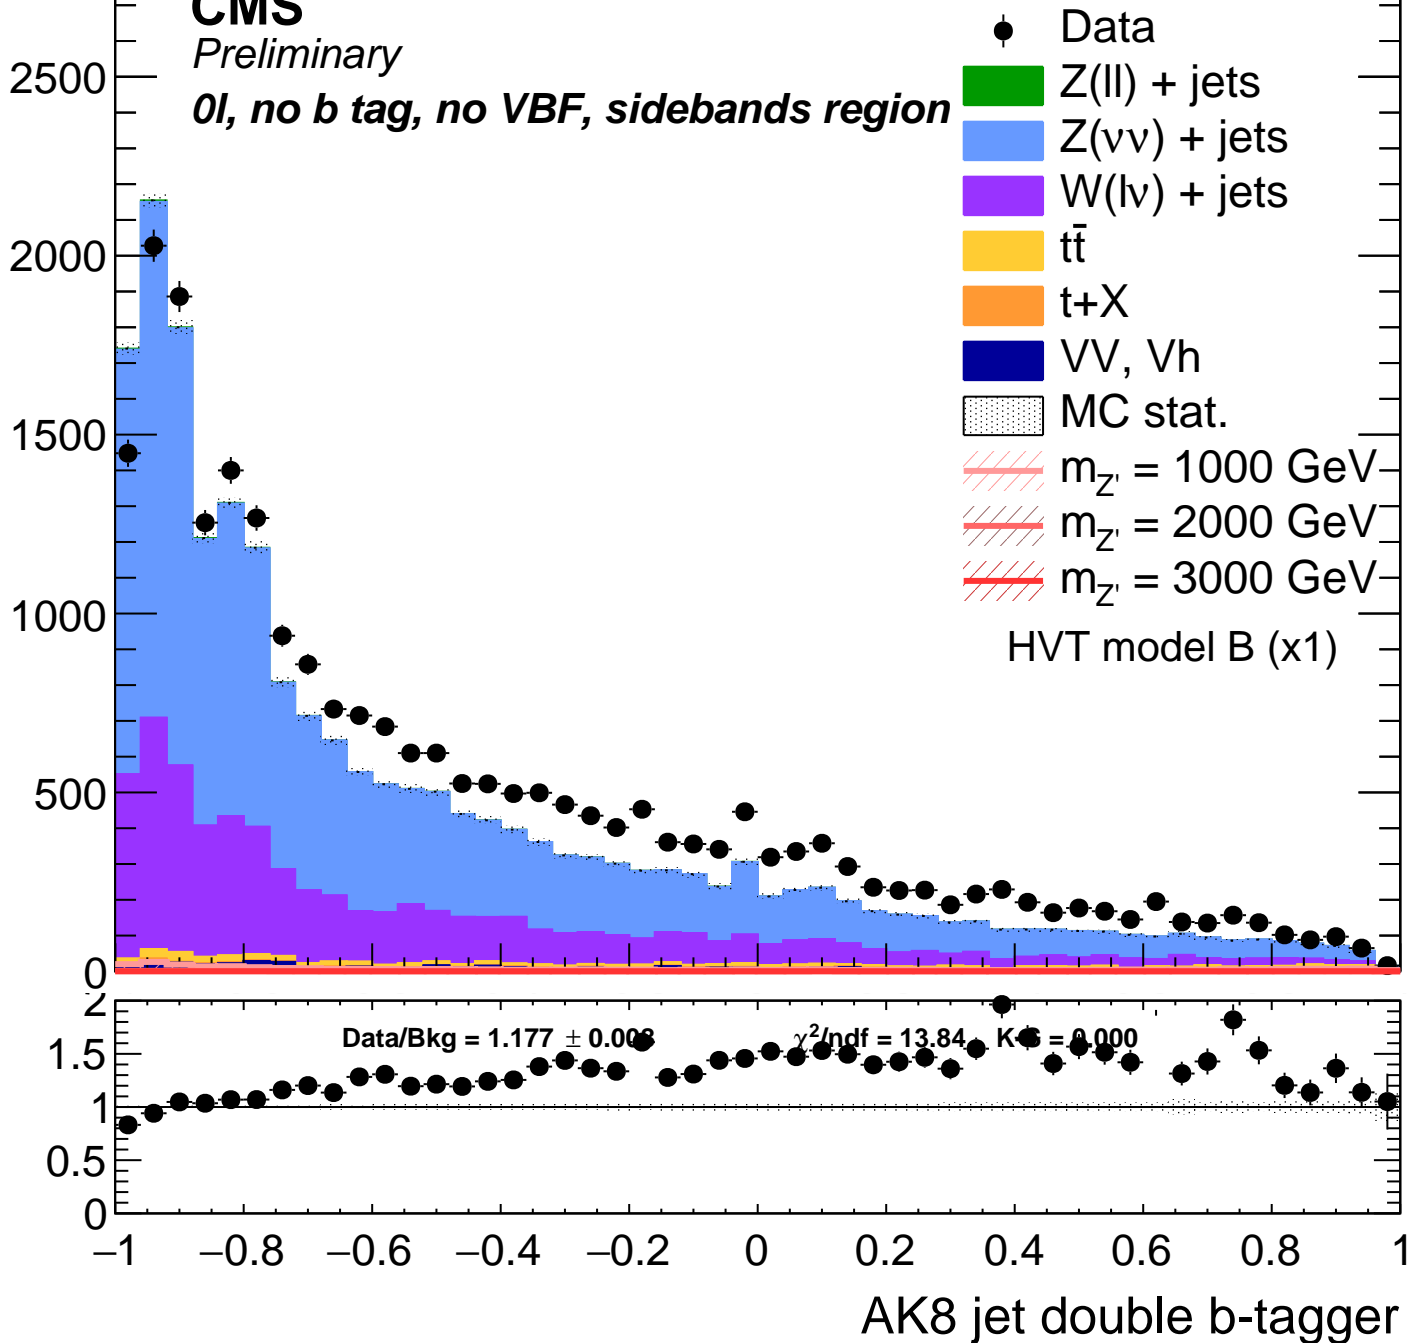 CMS
Preliminary
0l, no b tag, no VBF, sidebands region
Data
Z(ll) + jets
Z(νν) + jets
W(lν) + jets
tt̄
t+X
VV, Vh
MC stat.
m_Z' = 1000 GeV
m_Z' = 2000 GeV
m_Z' = 3000 GeV
HVT model B (x1)
2500
2000
1500
1000
500
0
2
1.5
1
0.5
0
Data/Bkg = 1.177 ± 0.008
χ²/ndf = 13.84, K-S = 0.000
−1 −0.8 −0.6 −0.4 −0.2 0 0.2 0.4 0.6 0.8 1
AK8 jet double b-tagger